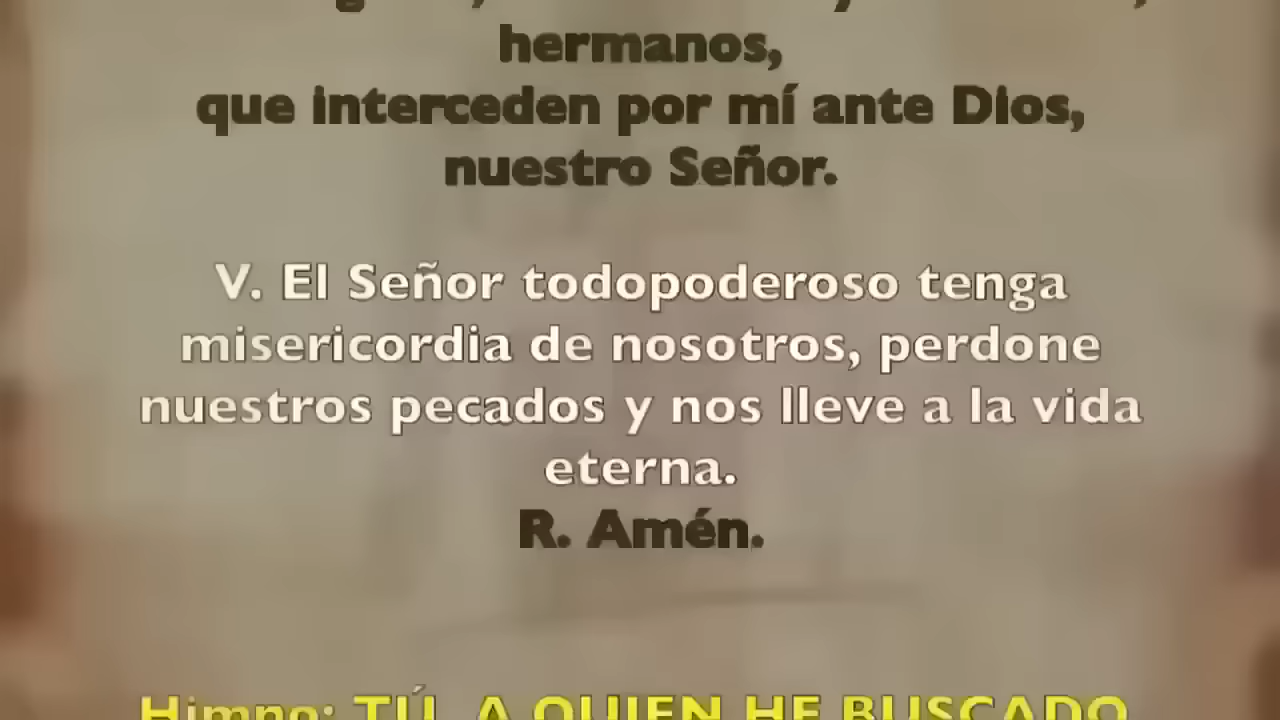 hermanos,
que interceden por mí ante Dios,
nuestro Señor.
V. El Señor todopoderoso tenga
misericordia de nosotros, perdone
nuestros pecados y nos lleve a la vida
eterna.
R. Amén.
Himno: TÚ, A QUIEN HE BUSCADO,